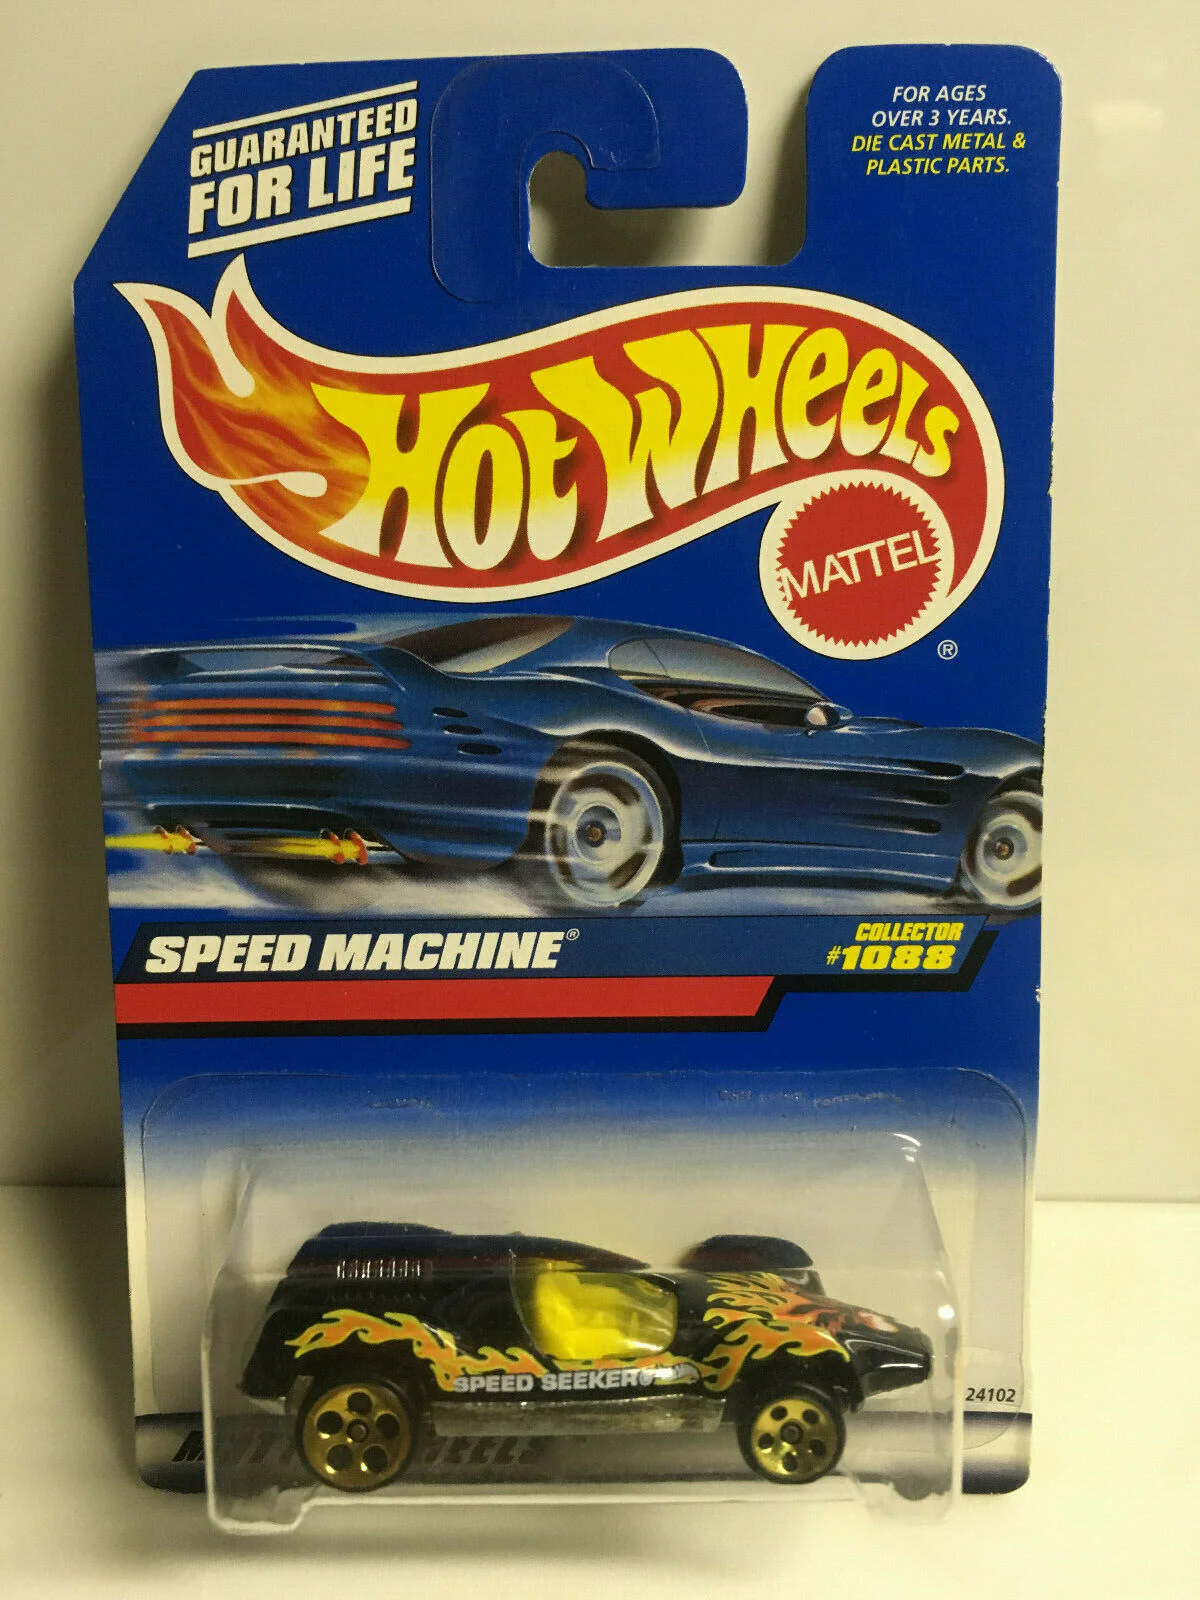 GUARANTEED
FOR LIFE
FOR AGES
OVER 3 YEARS.
DIE CAST METAL &
PLASTIC PARTS.
HOT WHEELS
MATTEL
®
SPEED MACHINE®
COLLECTOR
#1088
SPEED SEEKER
24102